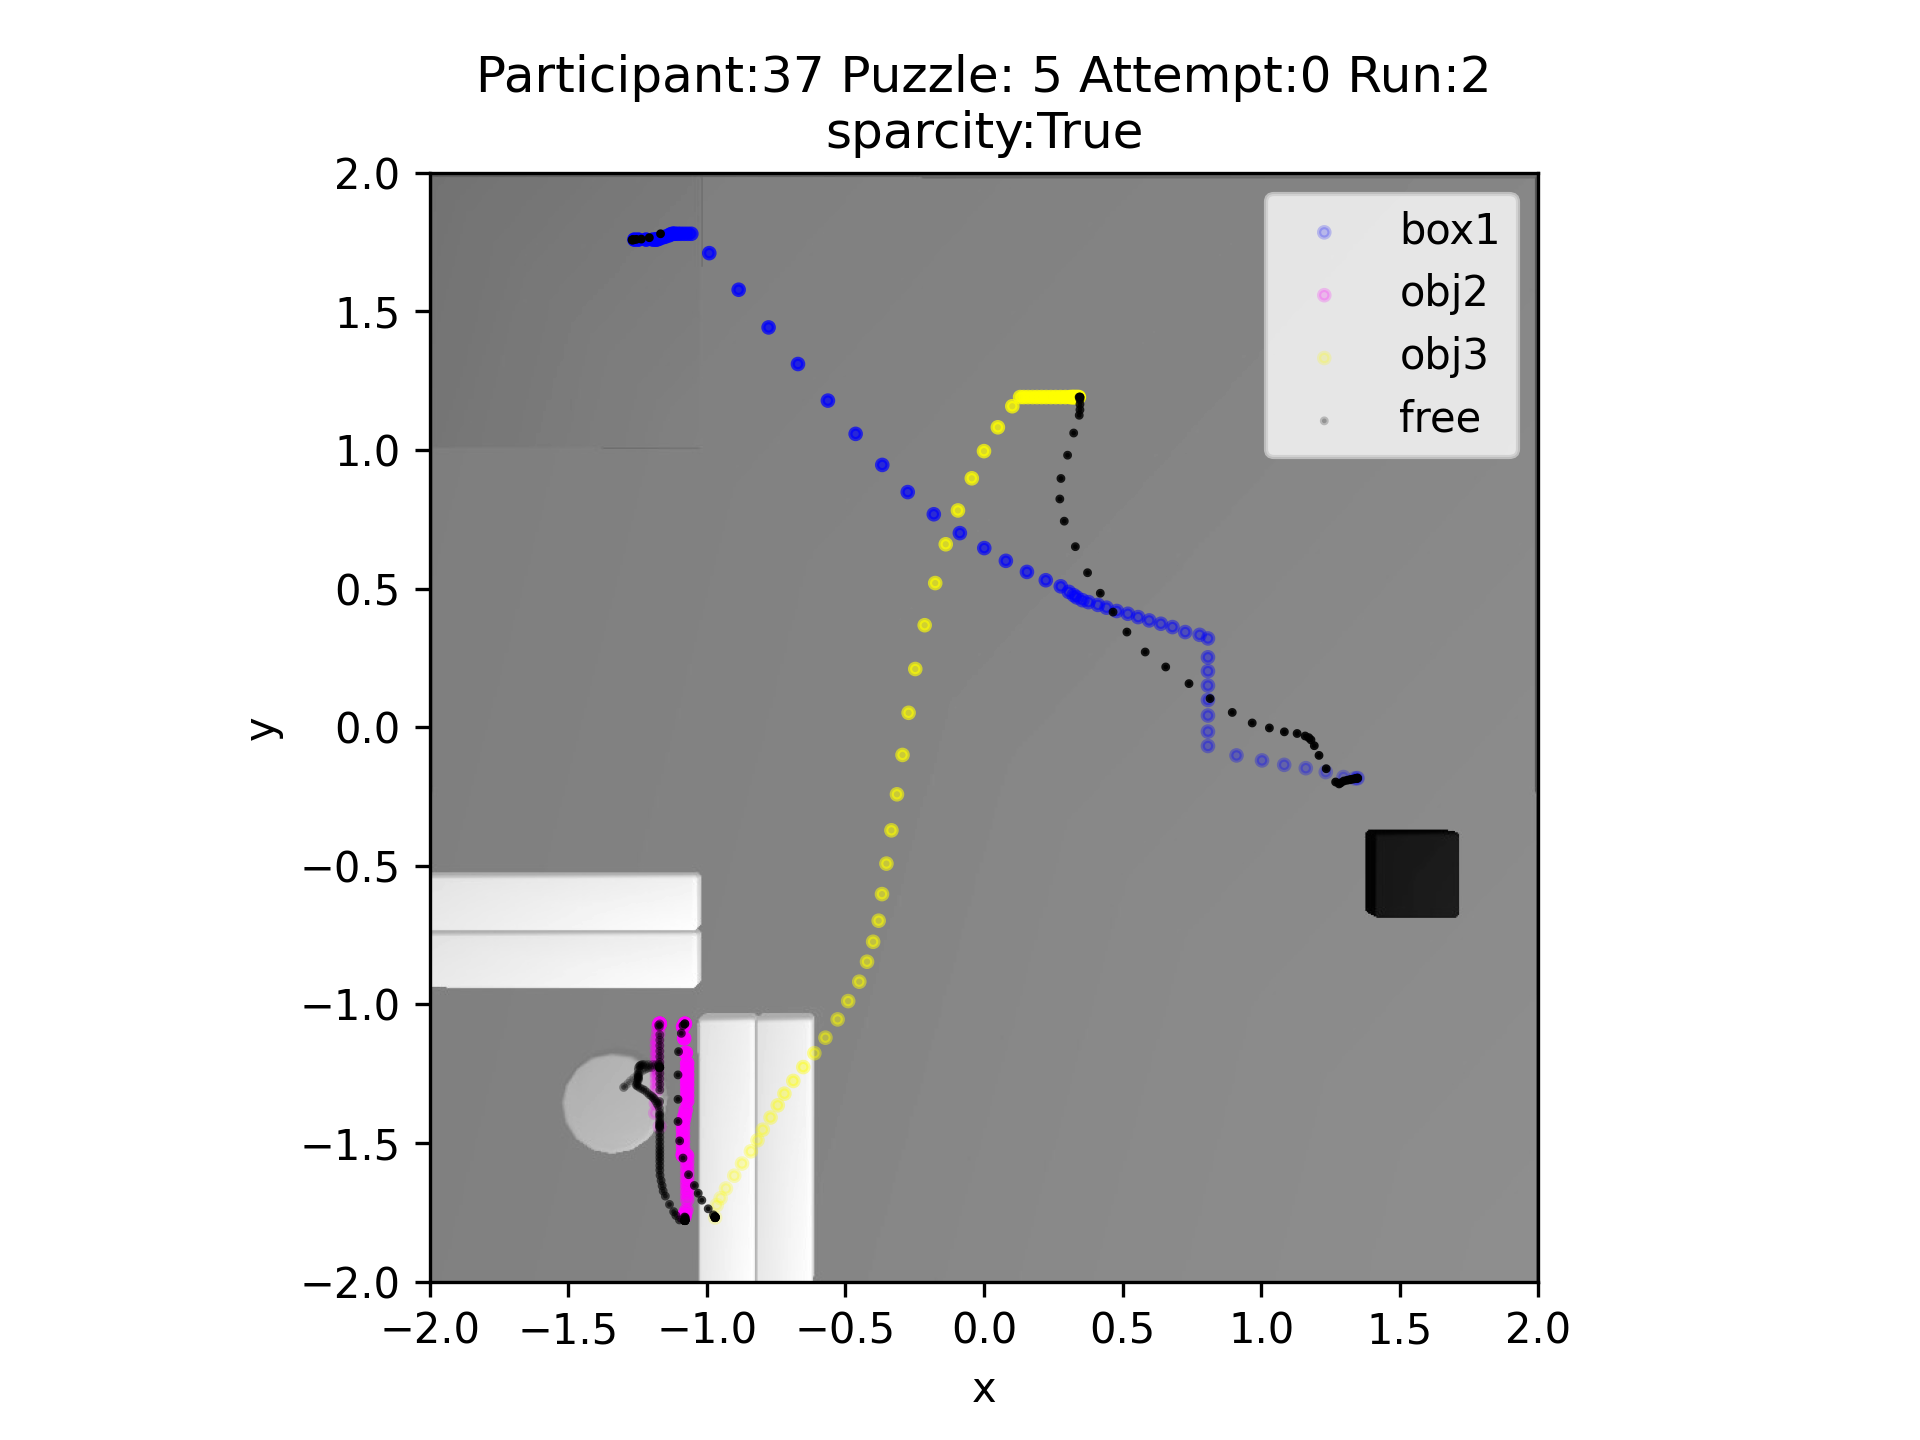 Participant:37 Puzzle: 5 Attempt:0 Run:2
sparcity:True
2.0
1.5
1.0
0.5
0.0
−0.5
−1.0
−1.5
−2.0
y
box1
obj2
obj3
free
−2.0 −1.5 −1.0 −0.5 0.0 0.5 1.0 1.5 2.0
x